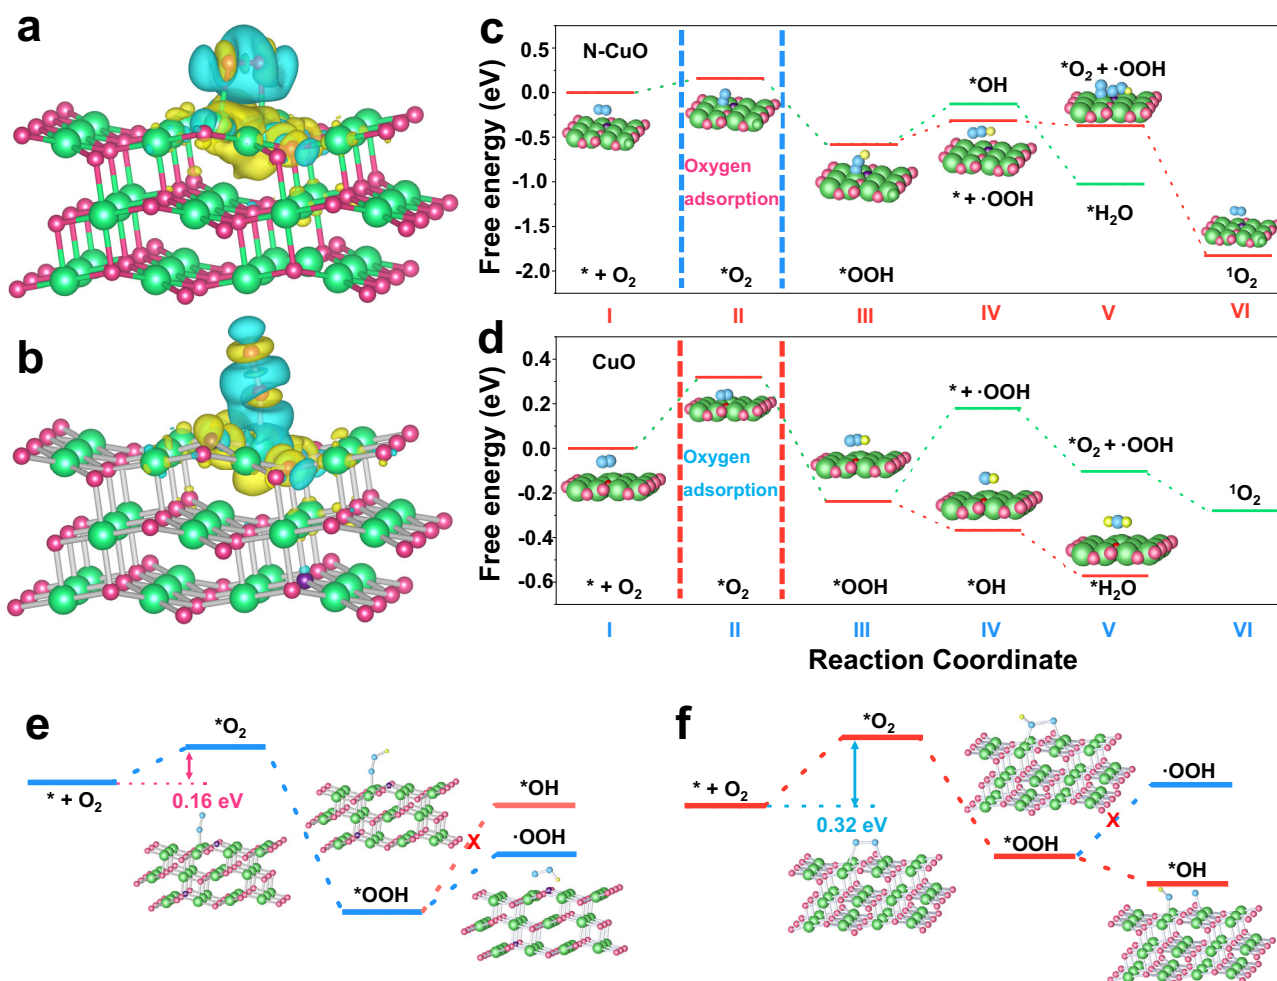 a
b
c
Free energy (eV)
0.5
0.0
-0.5
-1.0
-1.5
-2.0
N-CuO
Oxygen
adsorption
*OH
*O₂ + ·OOH
* + ·OOH
*H₂O
* + O₂
*O₂
*OOH
¹O₂
I
II
III
IV
V
VI
d
Free energy (eV)
0.4
0.2
0.0
-0.2
-0.4
-0.6
CuO
Oxygen
adsorption
* + ·OOH
*O₂ + ·OOH
¹O₂
* + O₂
*O₂
*OOH
*OH
*H₂O
I
II
III
IV
V
VI
Reaction Coordinate
e
*O₂
* + O₂
0.16 eV
*OH
X
·OOH
*OOH
f
*O₂
* + O₂
0.32 eV
·OOH
X
*OOH
*OH